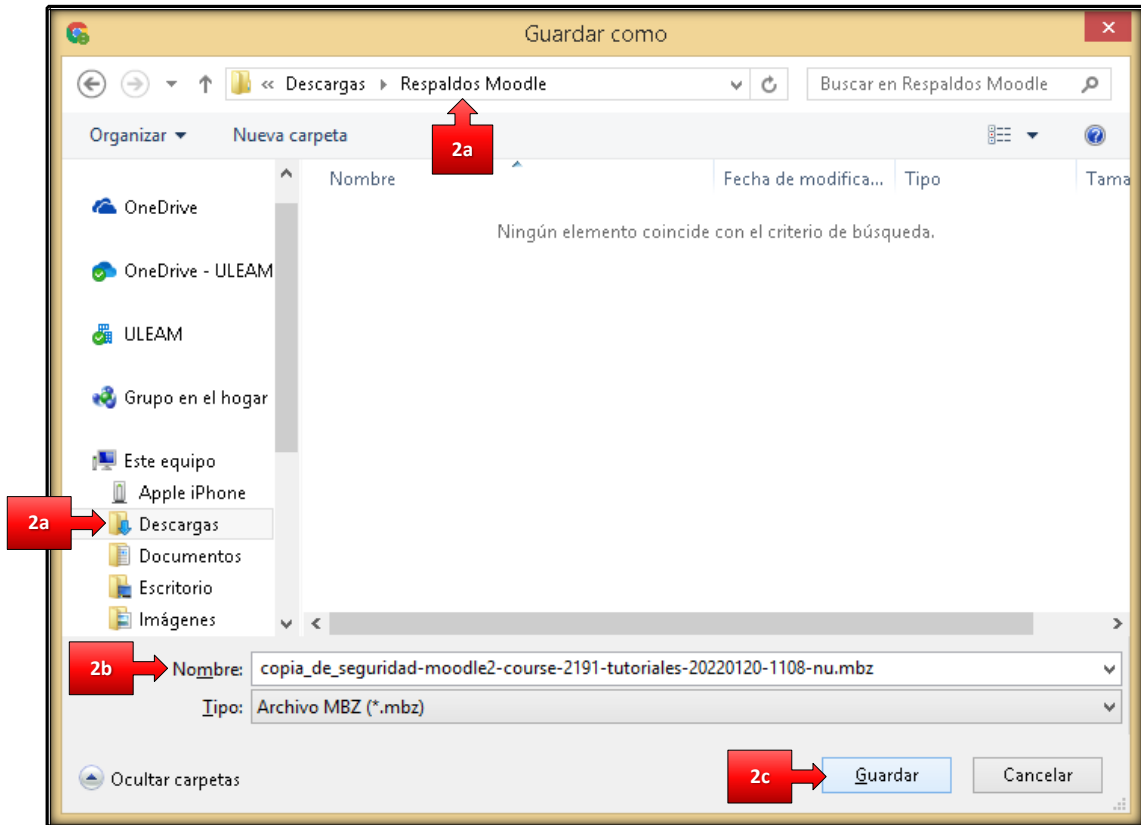 Guardar como
« Descargas Respaldos Moodle
Buscar en Respaldos Moodle
Organizar
Nueva carpeta
2a
Nombre
Fecha de modifica...
Tipo
Tama
Ningún elemento coincide con el criterio de búsqueda.
OneDrive
OneDrive - ULEAM
ULEAM
Grupo en el hogar
Este equipo
Apple iPhone
2a
Descargas
Documentos
Escritorio
Imágenes
2b
Nombre: copia_de_seguridad-moodle2-course-2191-tutoriales-20220120-1108-nu.mbz
Tipo: Archivo MBZ (*.mbz)
Ocultar carpetas
2c
Guardar
Cancelar